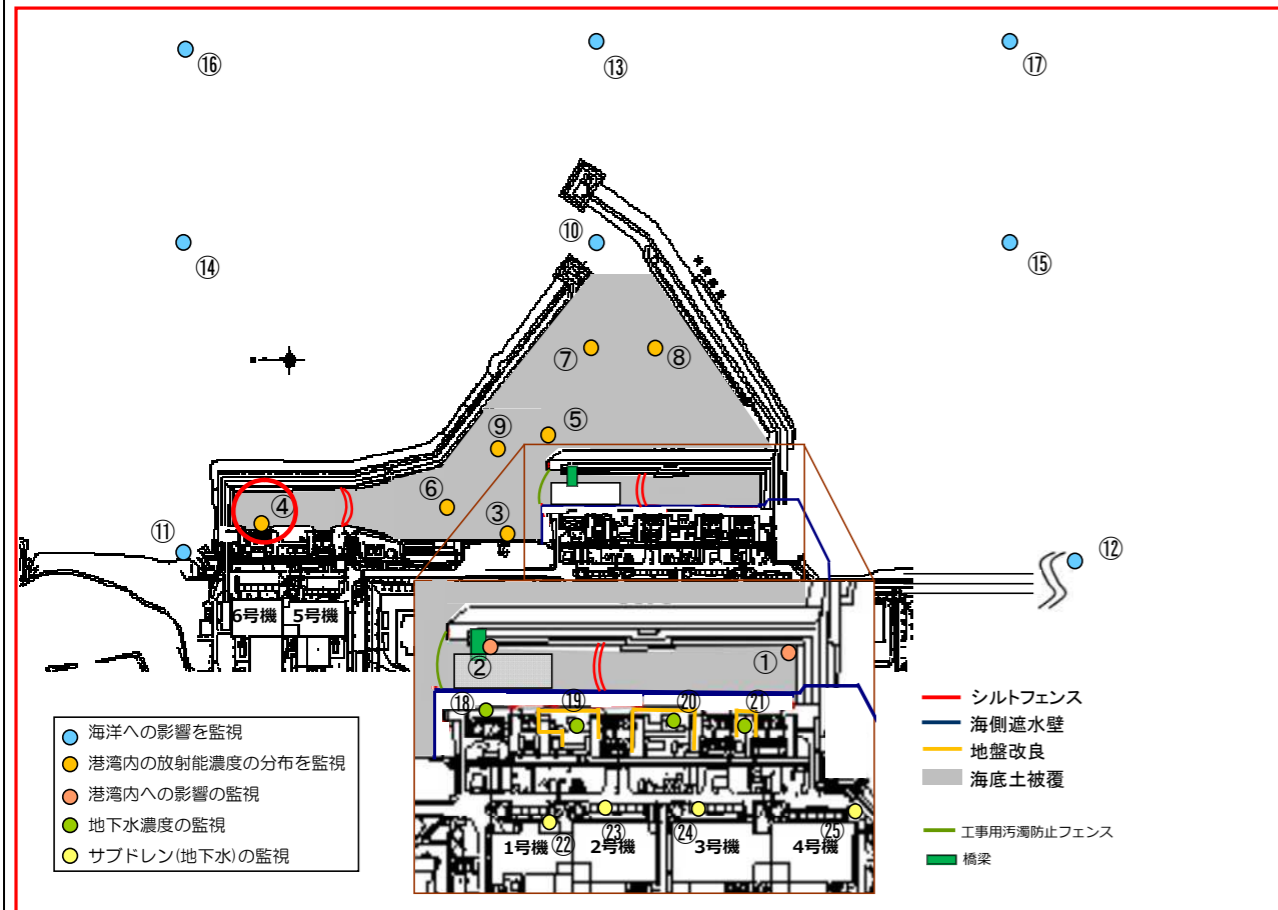 ⑯
⑬
⑰
⑩
⑭
⑮
⑦
⑧
⑤
⑨
⑥
④
③
⑪
⑫
6号機
5号機
②
①
⑱
⑲
⑳
㉑
㉒
㉓
㉔
㉕
1号機
2号機
3号機
4号機
海洋への影響を監視
港湾内の放射能濃度の分布を監視
港湾内への影響の監視
地下水濃度の監視
サブドレン(地下水)の監視
シルトフェンス
海側遮水壁
地盤改良
海底土被覆
工事用汚濁防止フェンス
橋梁